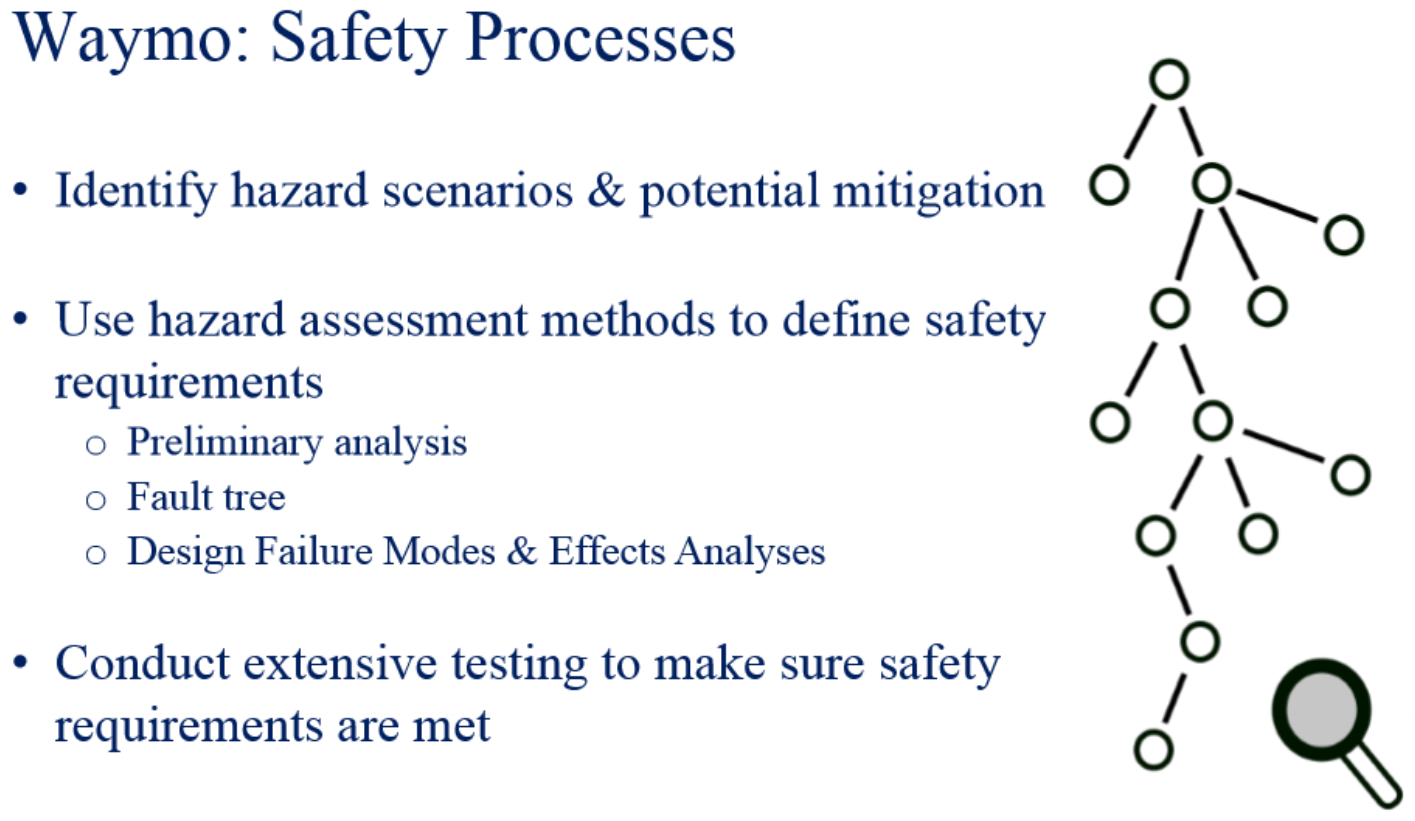 Waymo: Safety Processes
• Identify hazard scenarios & potential mitigation
• Use hazard assessment methods to define safety
requirements
o Preliminary analysis
o Fault tree
o Design Failure Modes & Effects Analyses
• Conduct extensive testing to make sure safety
requirements are met